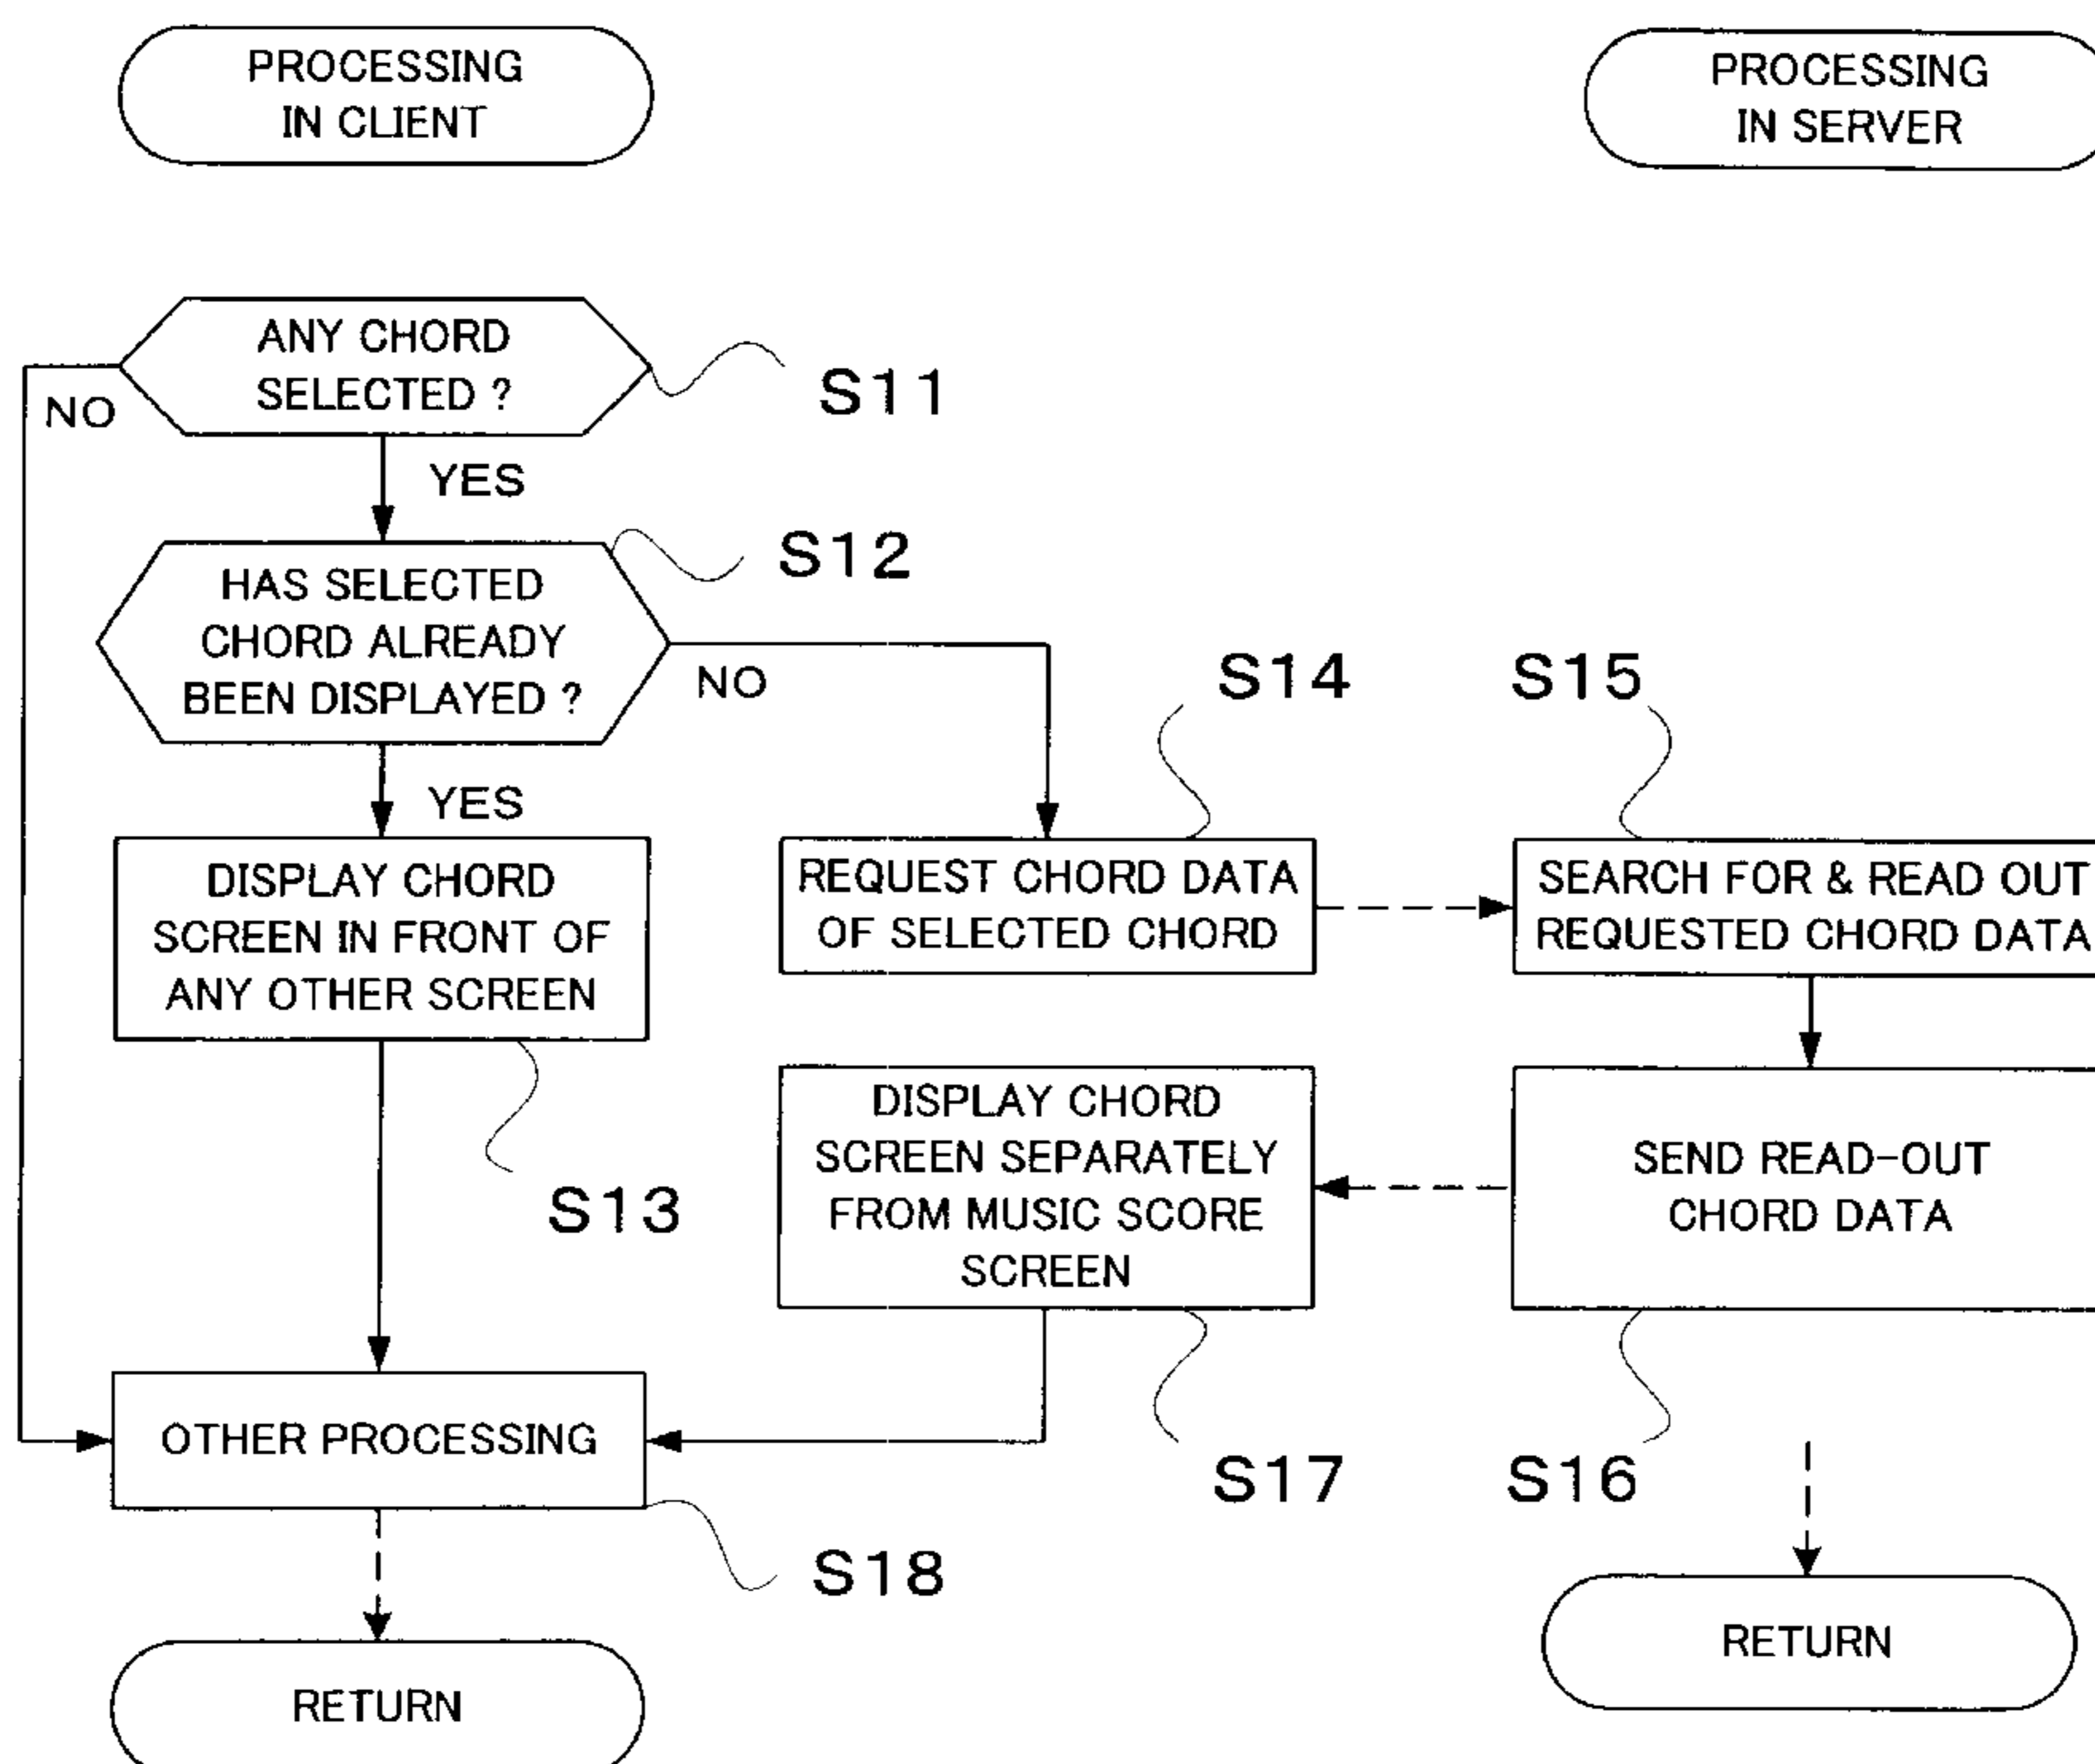 PROCESSING
IN CLIENT
PROCESSING
IN SERVER
ANY CHORD
SELECTED ?
S11
NO
YES
S12
HAS SELECTED
CHORD ALREADY
BEEN DISPLAYED ?
NO
YES
S14
S15
DISPLAY CHORD
SCREEN IN FRONT OF
ANY OTHER SCREEN
S13
REQUEST CHORD DATA
OF SELECTED CHORD
SEARCH FOR & READ OUT
REQUESTED CHORD DATA
DISPLAY CHORD
SCREEN SEPARATELY
FROM MUSIC SCORE
SCREEN
SEND READ-OUT
CHORD DATA
S17
S16
OTHER PROCESSING
S18
RETURN
RETURN